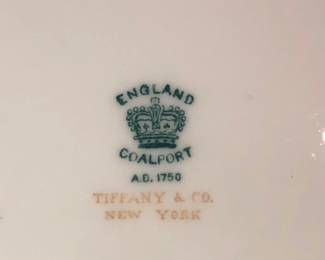 ENGLAND
COALPORT
A.D. 1750
TIFFANY & CO.
NEW YORK